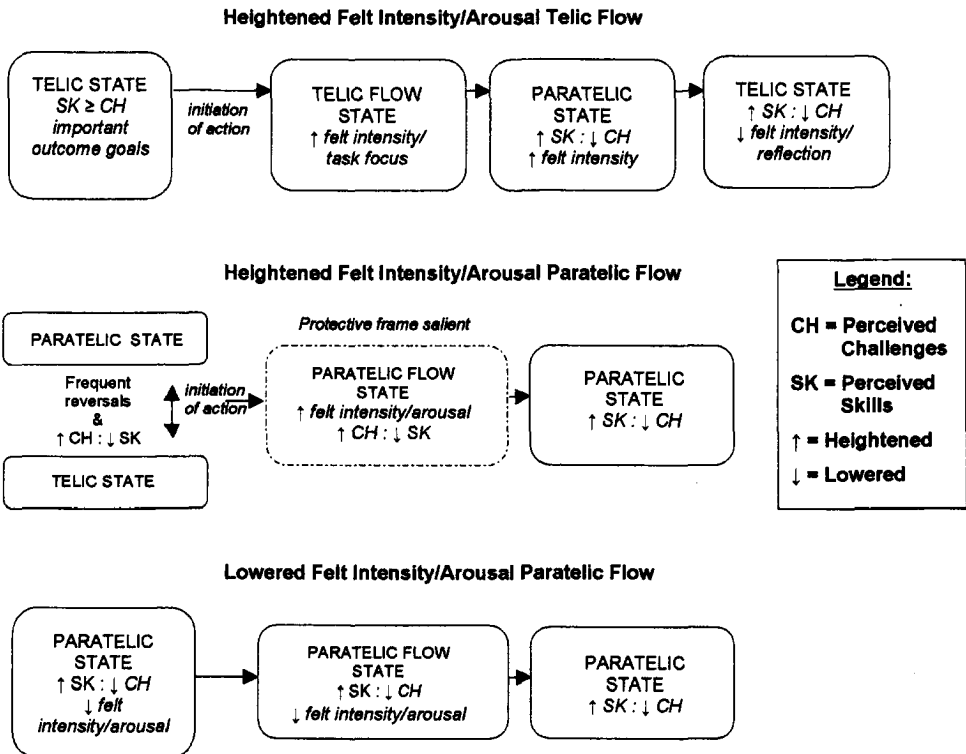 Heightened Felt Intensity/Arousal Telic Flow
TELIC STATE
SK ≥ CH
important
outcome goals
initiation
of action
TELIC FLOW
STATE
↑ felt intensity/
task focus
PARATELIC
STATE
↑ SK : ↓ CH
↑ felt intensity
TELIC STATE
↑ SK : ↓ CH
↓ felt intensity/
reflection
Heightened Felt Intensity/Arousal Paratelic Flow
PARATELIC STATE
Frequent
reversals
&
↑ CH : ↓ SK
TELIC STATE
initiation
of action
Protective frame salient
PARATELIC FLOW
STATE
↑ felt intensity/arousal
↑ CH : ↓ SK
PARATELIC
STATE
↑ SK : ↓ CH
Legend:
CH = Perceived
Challenges
SK = Perceived
Skills
↑ = Heightened
↓ = Lowered
Lowered Felt Intensity/Arousal Paratelic Flow
PARATELIC
STATE
↑ SK : ↓ CH
↓ felt
intensity/arousal
PARATELIC FLOW
STATE
↑ SK : ↓ CH
↓ felt intensity/arousal
PARATELIC
STATE
↑ SK : ↓ CH